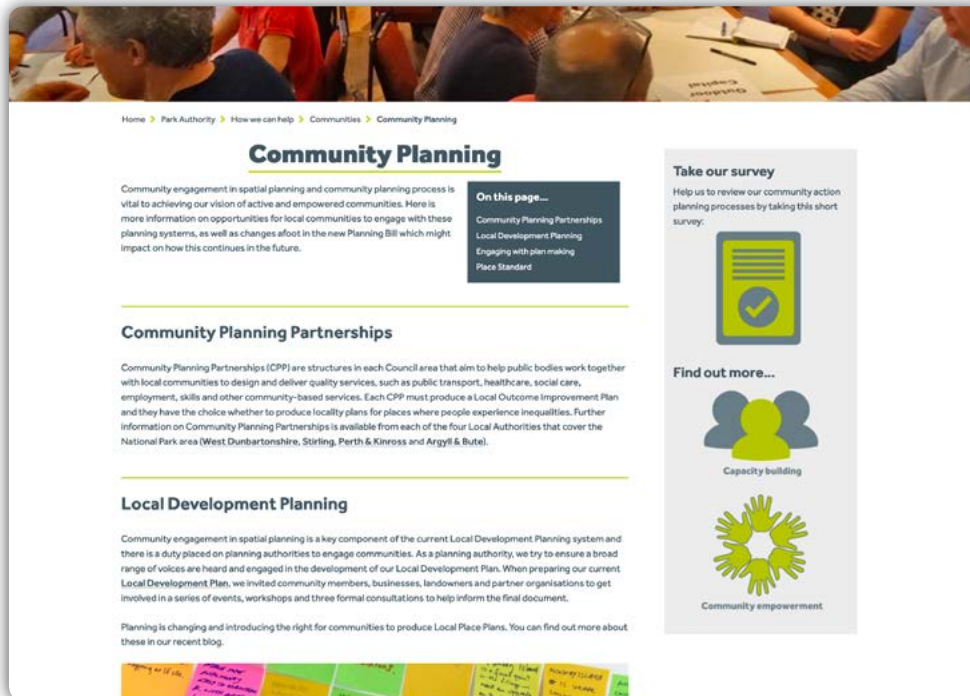 Outdoor
Capital
Home > Park Authority > How we can help > Communities > Community Planning
Community Planning
Community engagement in spatial planning and community planning process is
vital to achieving our vision of active and empowered communities. Here is
more information on opportunities for local communities to engage with these
planning systems, as well as changes afoot in the new Planning Bill which might
impact on how this continues in the future.
On this page...
Community Planning Partnerships
Local Development Planning
Engaging with plan making
Place Standard
Community Planning Partnerships
Community Planning Partnerships (CPP) are structures in each Council area that aim to help public bodies work together
with local communities to design and deliver quality services, such as public transport, healthcare, social care,
employment, skills and other community-based services. Each CPP must produce a Local Outcome Improvement Plan
and they have the choice whether to produce locality plans for places where people experience inequalities. Further
information on Community Planning Partnerships is available from each of the four Local Authorities that cover the
National Park area (West Dunbartonshire, Stirling, Perth & Kinross and Argyll & Bute).
Local Development Planning
Community engagement in spatial planning is a key component of the current Local Development Planning system and
there is a duty placed on planning authorities to engage communities. As a planning authority, we try to ensure a broad
range of voices are heard and engaged in the development of our Local Development Plan. When preparing our current
Local Development Plan, we invited community members, businesses, landowners and partner organisations to get
involved in a series of events, workshops and three formal consultations to help inform the final document.
Planning is changing and introducing the right for communities to produce Local Place Plans. You can find out more about
these in our recent blog.
Take our survey
Help us to review our community action
planning processes by taking this short
survey:
Find out more...
Capacity building
Community empowerment